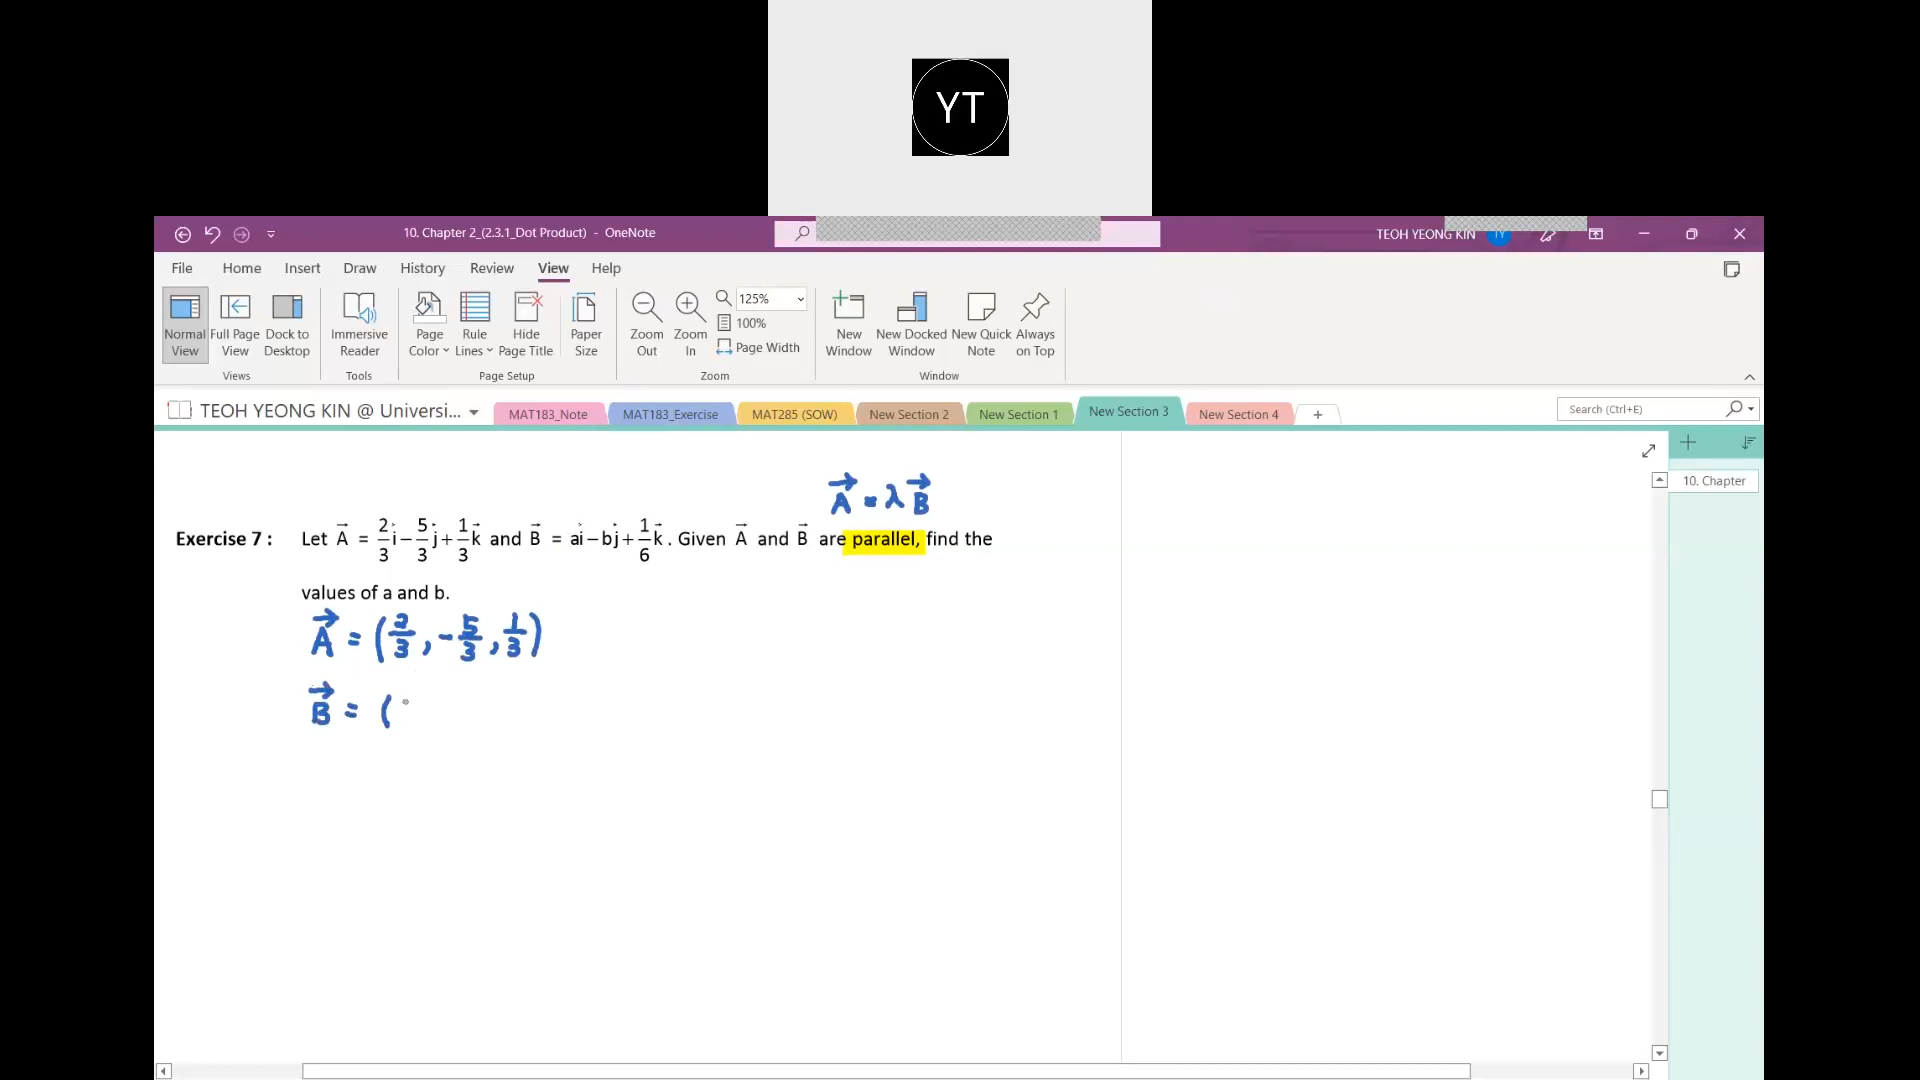 YT
10. Chapter 2_(2.3.1_Dot Product) - OneNote
TEOH YEONG KIN
YT
File Home Insert Draw History Review View Help
Normal View
Full Page View
Dock to Desktop
Immersive Reader
Page Color
Rule Lines
Hide Page Title
Paper Size
Zoom Out
Zoom In
125%
100%
Page Width
New Window
New Docked Window
New Quick Note
Always on Top
Views Tools Page Setup Zoom Window
TEOH YEONG KIN @ Universi... MAT183_Note MAT183_Exercise MAT285 (SOW) New Section 2 New Section 1 New Section 3 New Section 4 +
Search (Ctrl+E)
10. Chapter
A⃗ = λ B⃗
Exercise 7 : Let A⃗ = 2/3 i⃗ − 5/3 j⃗ + 1/3 k⃗ and B⃗ = ai⃗ − bj⃗ + 1/6 k⃗ . Given A⃗ and B⃗ are parallel, find the
values of a and b.
A⃗ = (2/3, -5/3, 1/3)
B⃗ = (